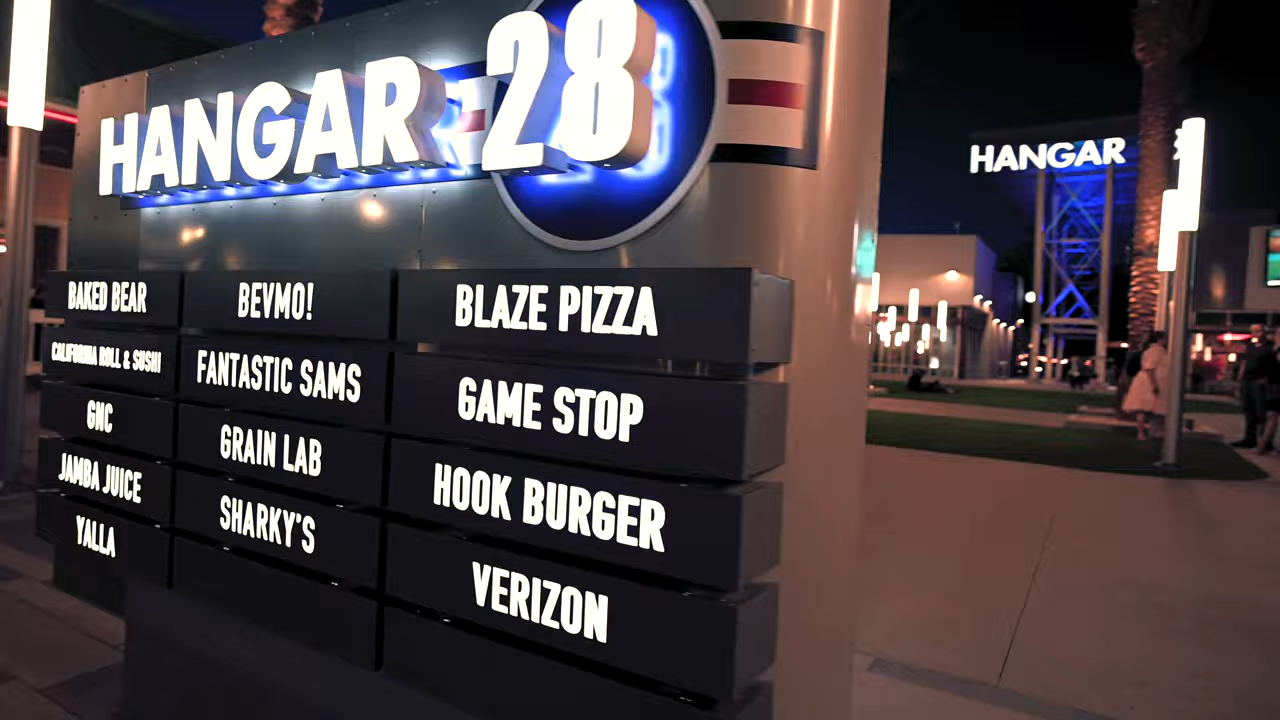 HANGAR 28
BAKED BEAR
CALIFORNIA ROLL & SUSHI
GNC
JAMBA JUICE
YALLA
BEVMO!
FANTASTIC SAMS
GRAIN LAB
SHARKY'S
BLAZE PIZZA
GAME STOP
HOOK BURGER
VERIZON
HANGAR